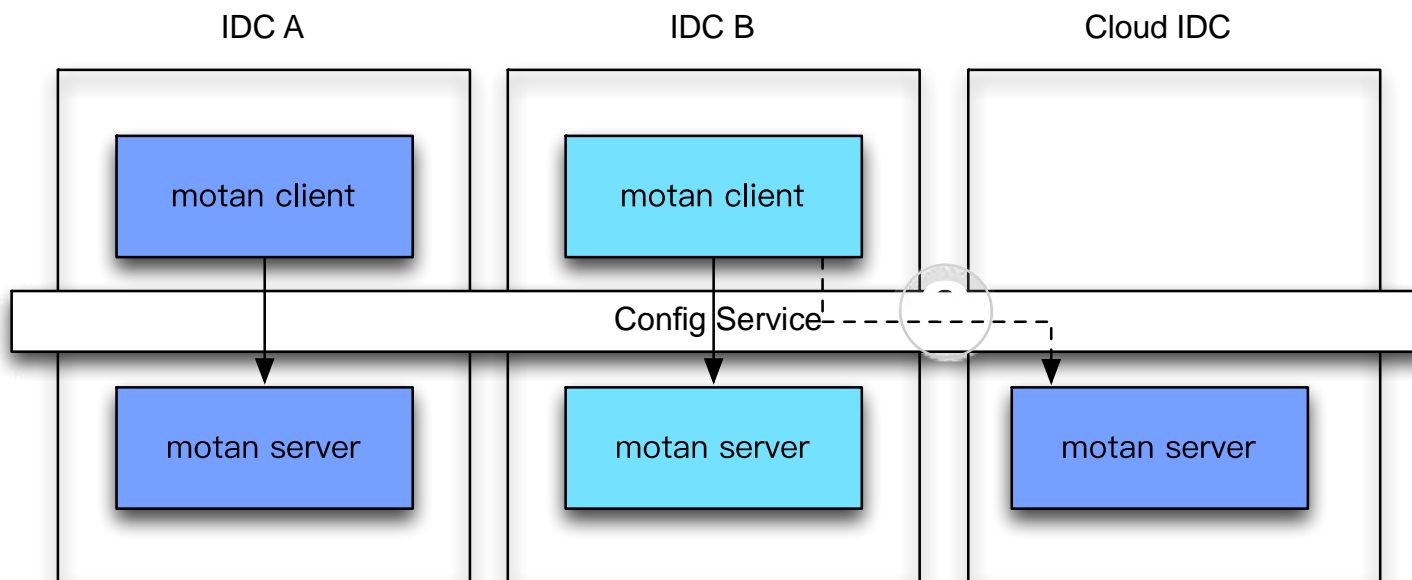 IDC A
IDC B
Cloud IDC
motan client
motan client
Config Service
motan server
motan server
motan server